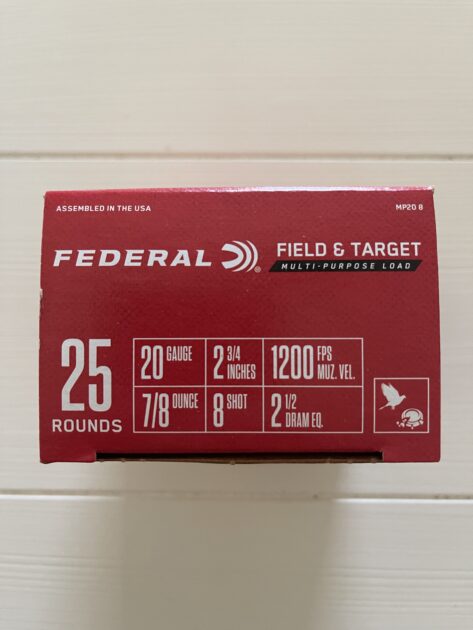 ASSEMBLED IN THE USA
MP20 8
FEDERAL ®
FIELD & TARGET
MULTI-PURPOSE LOAD
25
ROUNDS
20 GAUGE
2 3/4 INCHES
1200 FPS MUZ. VEL.
7/8 OUNCE
8 SHOT
2 1/2 DRAM EQ.